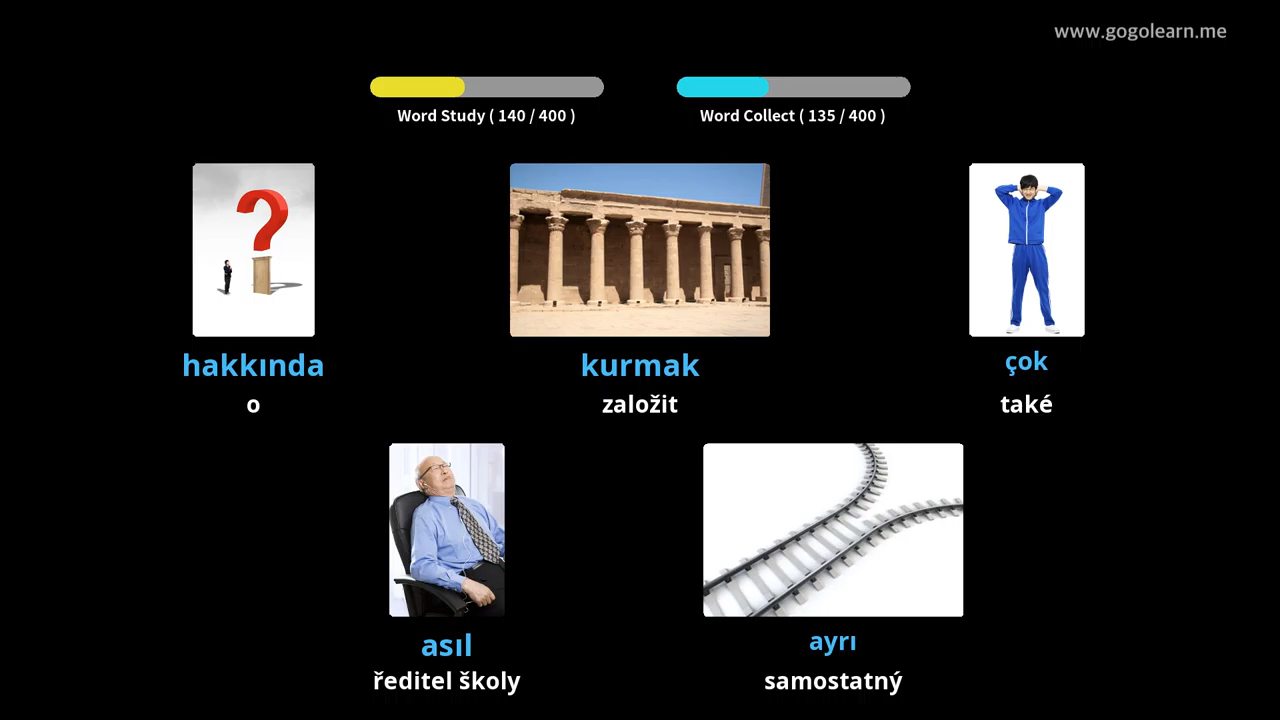 www.gogolearn.me
Word Study ( 140 / 400 )
Word Collect ( 135 / 400 )
hakkında
o
kurmak
založit
çok
také
asıl
ředitel školy
ayrı
samostatný